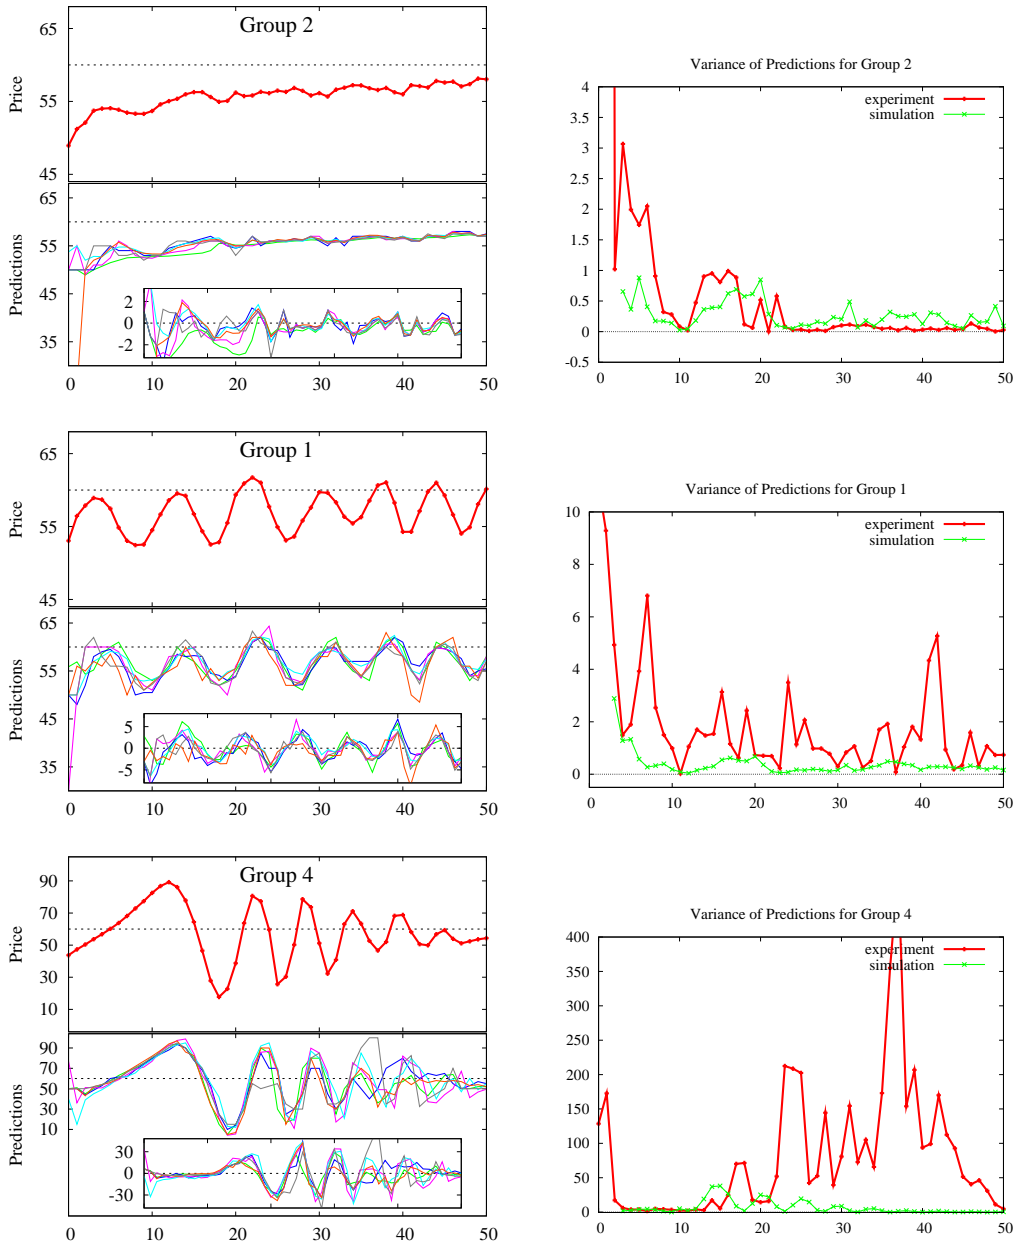 Group 2
Price
65
55
45
Predictions
65
55
45
35
2
0
-2
0 10 20 30 40 50
Variance of Predictions for Group 2
experiment
simulation
4
3.5
3
2.5
2
1.5
1
0.5
0
-0.5
0 10 20 30 40 50
Group 1
Price
65
55
45
Predictions
65
55
45
35
5
0
-5
0 10 20 30 40 50
Variance of Predictions for Group 1
experiment
simulation
10
8
6
4
2
0
0 10 20 30 40 50
Group 4
Price
90
70
50
30
10
Predictions
90
70
50
30
10
30
0
-30
0 10 20 30 40 50
Variance of Predictions for Group 4
experiment
simulation
400
350
300
250
200
150
100
50
0
0 10 20 30 40 50